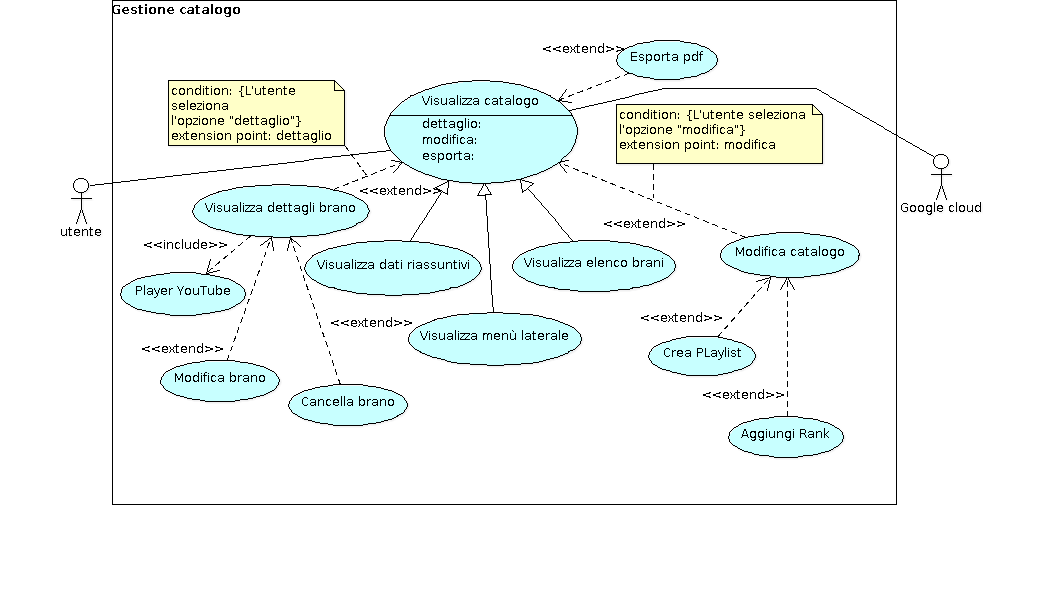 Gestione catalogo
<<extend>>
Esporta pdf
condition: {L'utente
seleziona
l'opzione "dettaglio"}
extension point: dettaglio
Visualizza catalogo
dettaglio:
modifica:
esporta:
condition: {L'utente seleziona
l'opzione "modifica"}
extension point: modifica
utente
Google cloud
<<extend>>
Visualizza dettagli brano
<<extend>>
<<include>>
Visualizza dati riassuntivi
Visualizza elenco brani
Modifica catalogo
Player YouTube
<<extend>>
<<extend>>
Visualizza menù laterale
<<extend>>
Crea PLaylist
Modifica brano
Cancella brano
<<extend>>
Aggiungi Rank